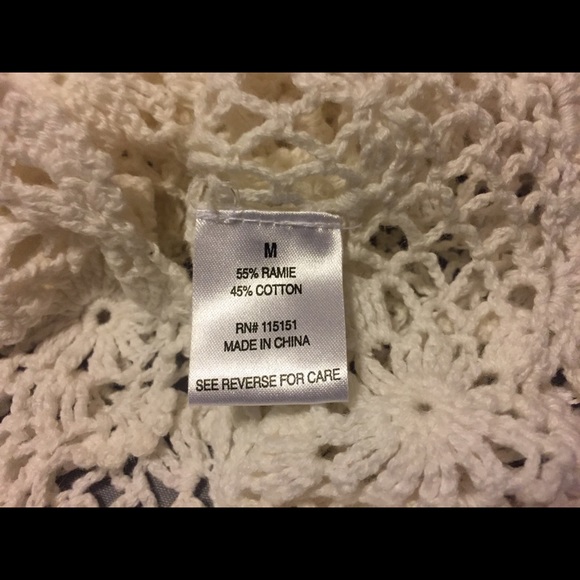 M
55% RAMIE
45% COTTON
RN# 115151
MADE IN CHINA
SEE REVERSE FOR CARE